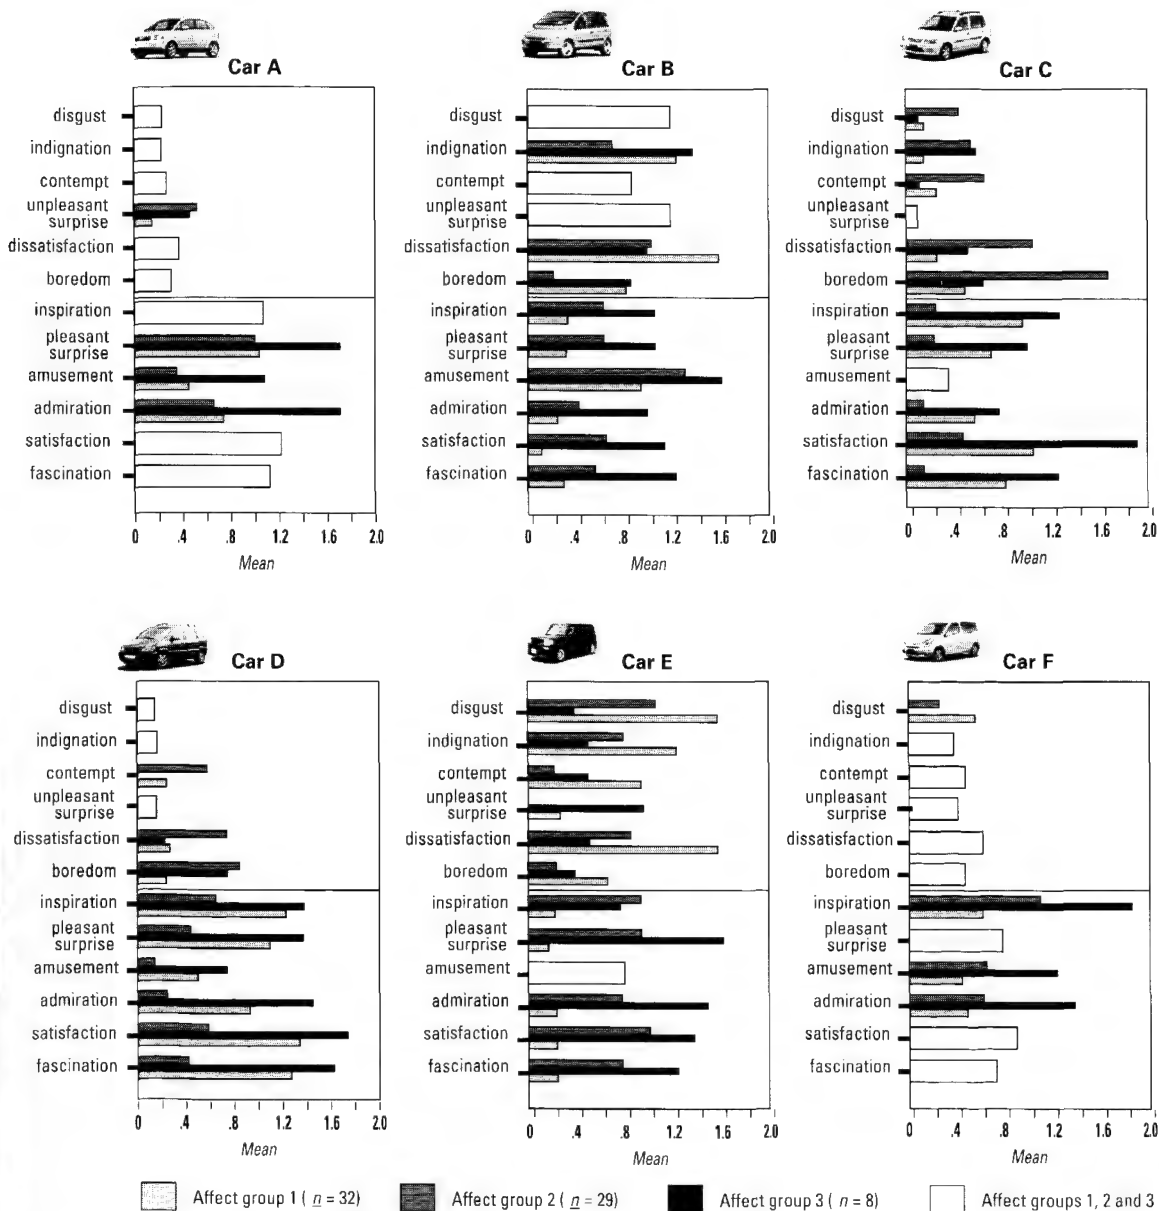 Car A
disgust
indignation
contempt
unpleasant
surprise
dissatisfaction
boredom
inspiration
pleasant
surprise
amusement
admiration
satisfaction
fascination
0 .4 .8 1.2 1.6 2.0
Mean
Car B
disgust
indignation
contempt
unpleasant
surprise
dissatisfaction
boredom
inspiration
pleasant
surprise
amusement
admiration
satisfaction
fascination
0 .4 .8 1.2 1.6 2.0
Mean
Car C
disgust
indignation
contempt
unpleasant
surprise
dissatisfaction
boredom
inspiration
pleasant
surprise
amusement
admiration
satisfaction
fascination
0 .4 .8 1.2 1.6 2.0
Mean
Car D
disgust
indignation
contempt
unpleasant
surprise
dissatisfaction
boredom
inspiration
pleasant
surprise
amusement
admiration
satisfaction
fascination
0 .4 .8 1.2 1.6 2.0
Mean
Car E
disgust
indignation
contempt
unpleasant
surprise
dissatisfaction
boredom
inspiration
pleasant
surprise
amusement
admiration
satisfaction
fascination
0 .4 .8 1.2 1.6 2.0
Mean
Car F
disgust
indignation
contempt
unpleasant
surprise
dissatisfaction
boredom
inspiration
pleasant
surprise
amusement
admiration
satisfaction
fascination
0 .4 .8 1.2 1.6 2.0
Mean
Affect group 1 ( n = 32)
Affect group 2 ( n = 29)
Affect group 3 ( n = 8)
Affect groups 1, 2 and 3